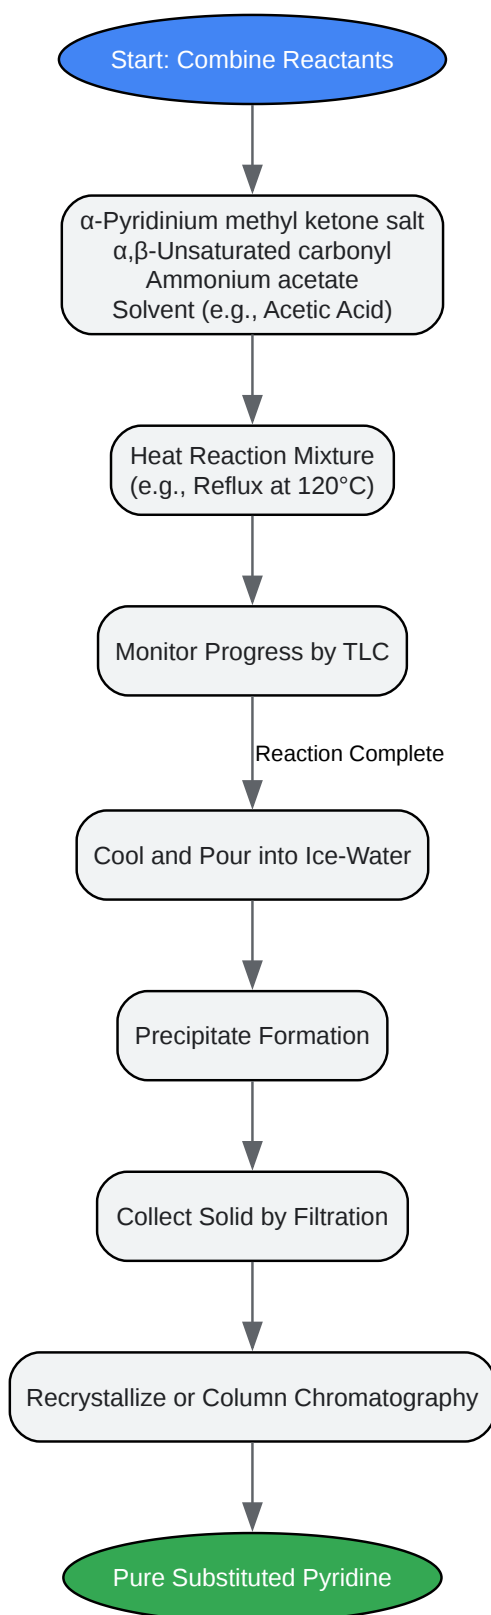 Start: Combine Reactants
α-Pyridinium methyl ketone salt
α,β-Unsaturated carbonyl
Ammonium acetate
Solvent (e.g., Acetic Acid)
Heat Reaction Mixture
(e.g., Reflux at 120°C)
Monitor Progress by TLC
Reaction Complete
Cool and Pour into Ice-Water
Precipitate Formation
Collect Solid by Filtration
Recrystallize or Column Chromatography
Pure Substituted Pyridine